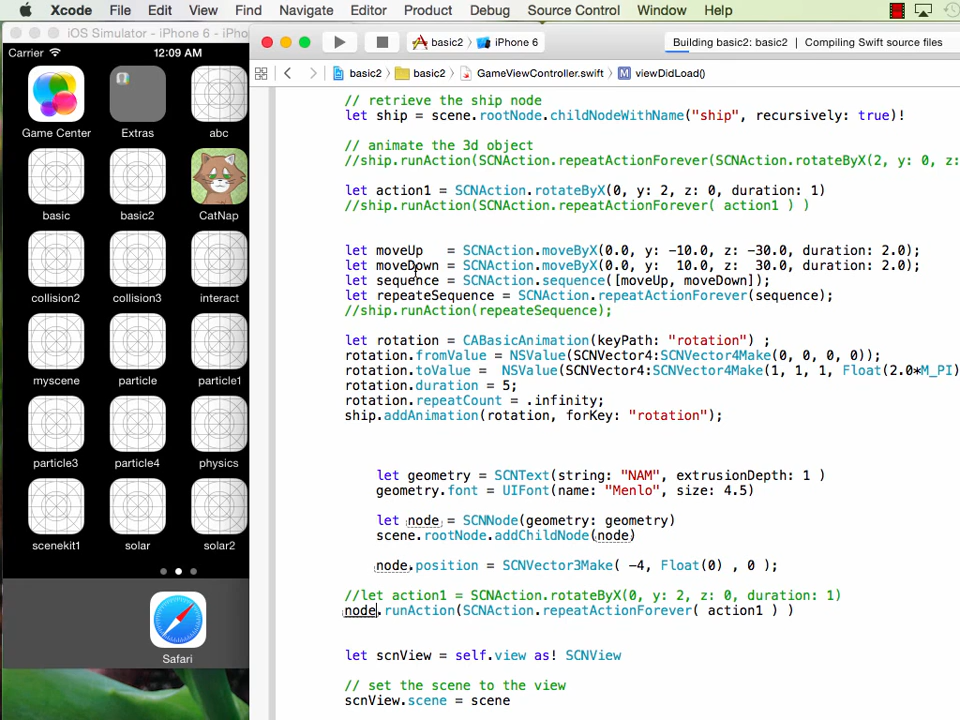 Xcode File Edit View Find Navigate Editor Product Debug Source Control Window Help
iOS Simulator - iPhone 6 - iPho
basic2 iPhone 6 Building basic2: basic2 | Compiling Swift source files
Carrier 12:09 AM
basic2 basic2 GameViewController.swift M viewDidLoad()
Game Center Extras abc
basic basic2 CatNap
collision2 collision3 interact
myscene particle particle1
particle3 particle4 physics
scenekit1 solar solar2
Safari
// retrieve the ship node
let ship = scene.rootNode.childNodeWithName("ship", recursively: true)!
// animate the 3d object
//ship.runAction(SCNAction.repeatActionForever(SCNAction.rotateByX(2, y: 0, z:
let action1 = SCNAction.rotateByX(0, y: 2, z: 0, duration: 1)
//ship.runAction(SCNAction.repeatActionForever( action1 ) )
let moveUp   = SCNAction.moveByX(0.0, y: -10.0, z: -30.0, duration: 2.0);
let moveDown = SCNAction.moveByX(0.0, y:  10.0, z:  30.0, duration: 2.0);
let sequence = SCNAction.sequence([moveUp, moveDown]);
let repeateSequence = SCNAction.repeatActionForever(sequence);
//ship.runAction(repeateSequence);
let rotation = CABasicAnimation(keyPath: "rotation") ;
rotation.fromValue = NSValue(SCNVector4:SCNVector4Make(0, 0, 0, 0));
rotation.toValue =  NSValue(SCNVector4:SCNVector4Make(1, 1, 1, Float(2.0*M_PI)
rotation.duration = 5;
rotation.repeatCount = .infinity;
ship.addAnimation(rotation, forKey: "rotation");
let geometry = SCNText(string: "NAM", extrusionDepth: 1 )
geometry.font = UIFont(name: "Menlo", size: 4.5)
let node = SCNNode(geometry: geometry)
scene.rootNode.addChildNode(node)
node.position = SCNVector3Make( -4, Float(0) , 0 );
//let action1 = SCNAction.rotateByX(0, y: 2, z: 0, duration: 1)
node.runAction(SCNAction.repeatActionForever( action1 ) )
let scnView = self.view as! SCNView
// set the scene to the view
scnView.scene = scene